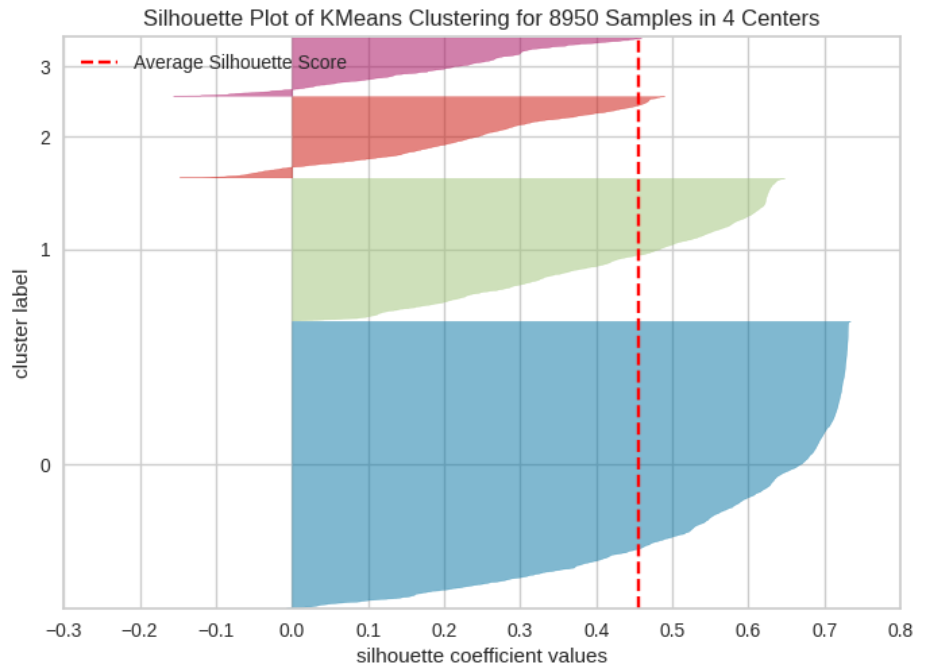 Silhouette Plot of KMeans Clustering for 8950 Samples in 4 Centers
Average Silhouette Score
3
2
1
0
cluster label
−0.3 −0.2 −0.1 0.0 0.1 0.2 0.3 0.4 0.5 0.6 0.7 0.8
silhouette coefficient values